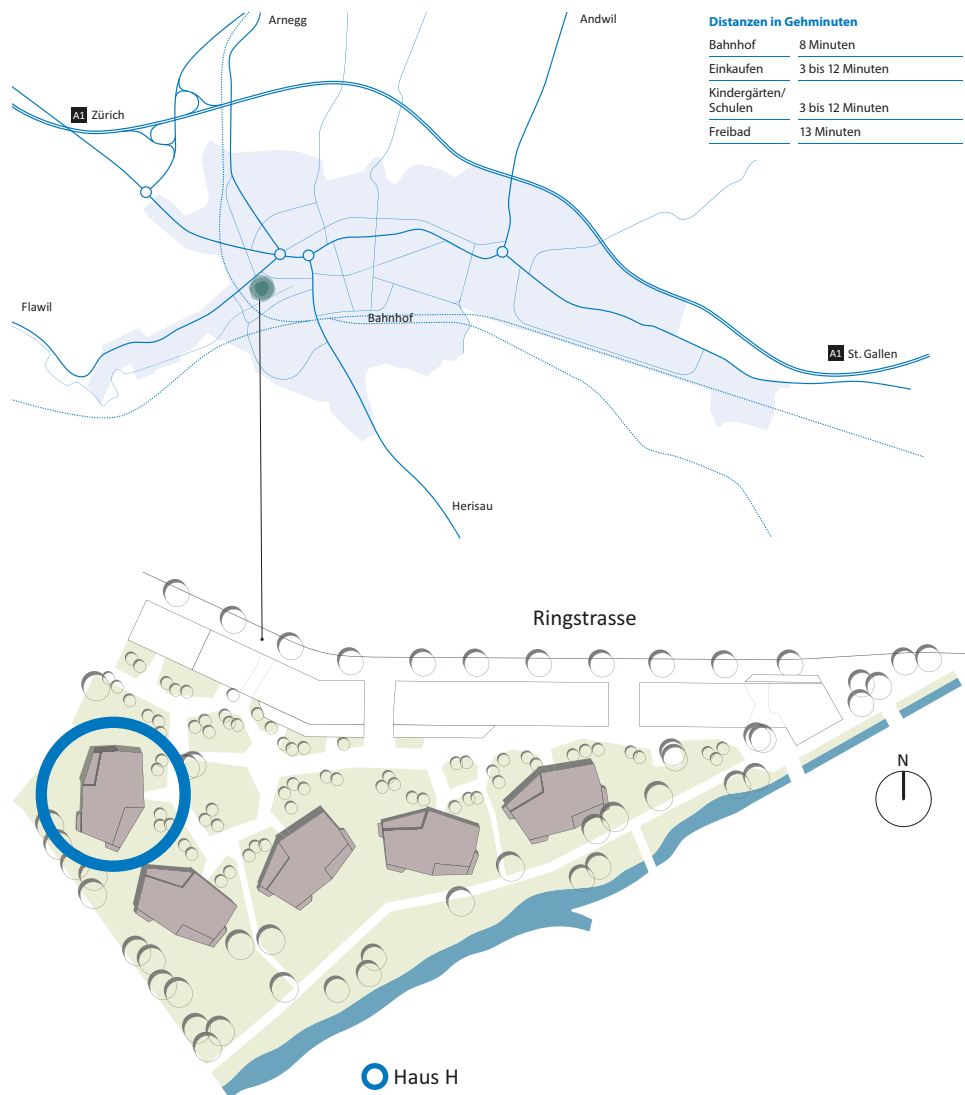 Arnegg
Andwil
Distanzen in Gehminuten
Bahnhof 8 Minuten
Einkaufen 3 bis 12 Minuten
Kindergärten/
Schulen 3 bis 12 Minuten
Freibad 13 Minuten
A1 Zürich
Flawil
Bahnhof
A1 St. Gallen
Herisau
Ringstrasse
N
Haus H